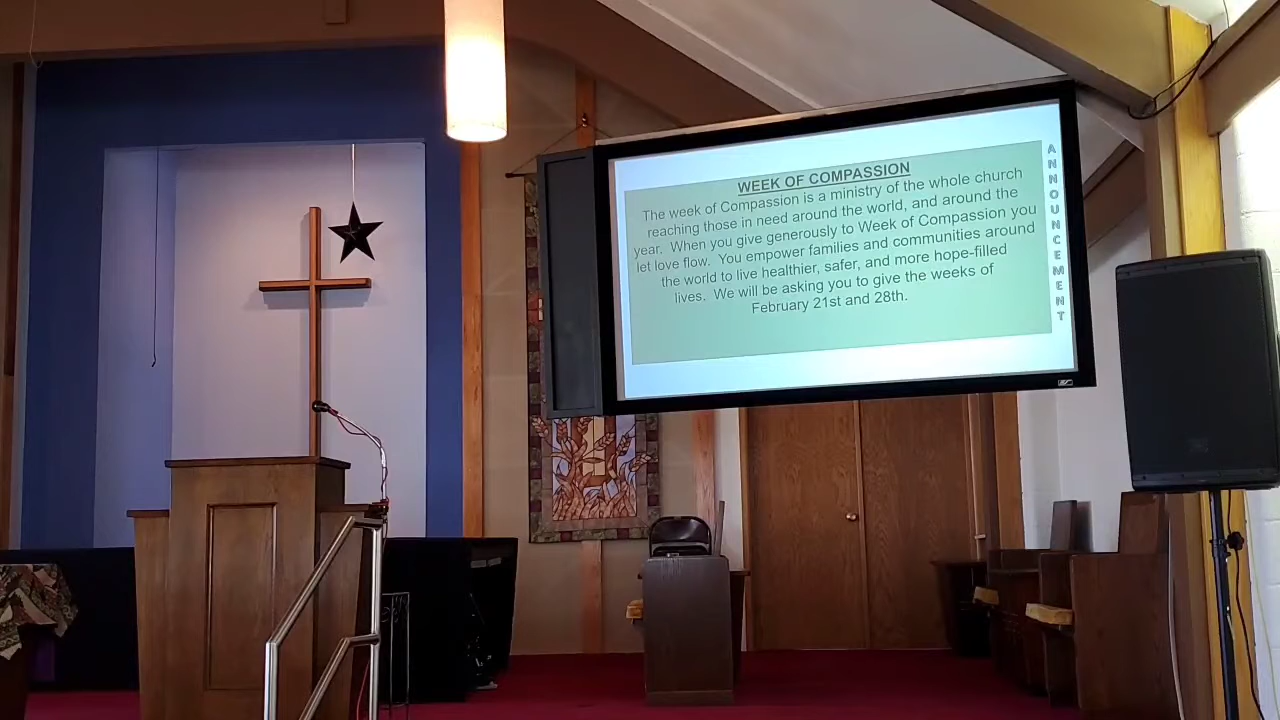 WEEK OF COMPASSION
The week of Compassion is a ministry of the whole church
reaching those in need around the world, and around the
year. When you give generously to Week of Compassion you
let love flow. You empower families and communities around
the world to live healthier, safer, and more hope-filled
lives. We will be asking you to give the weeks of
February 21st and 28th.
ANNOUNCEMENT